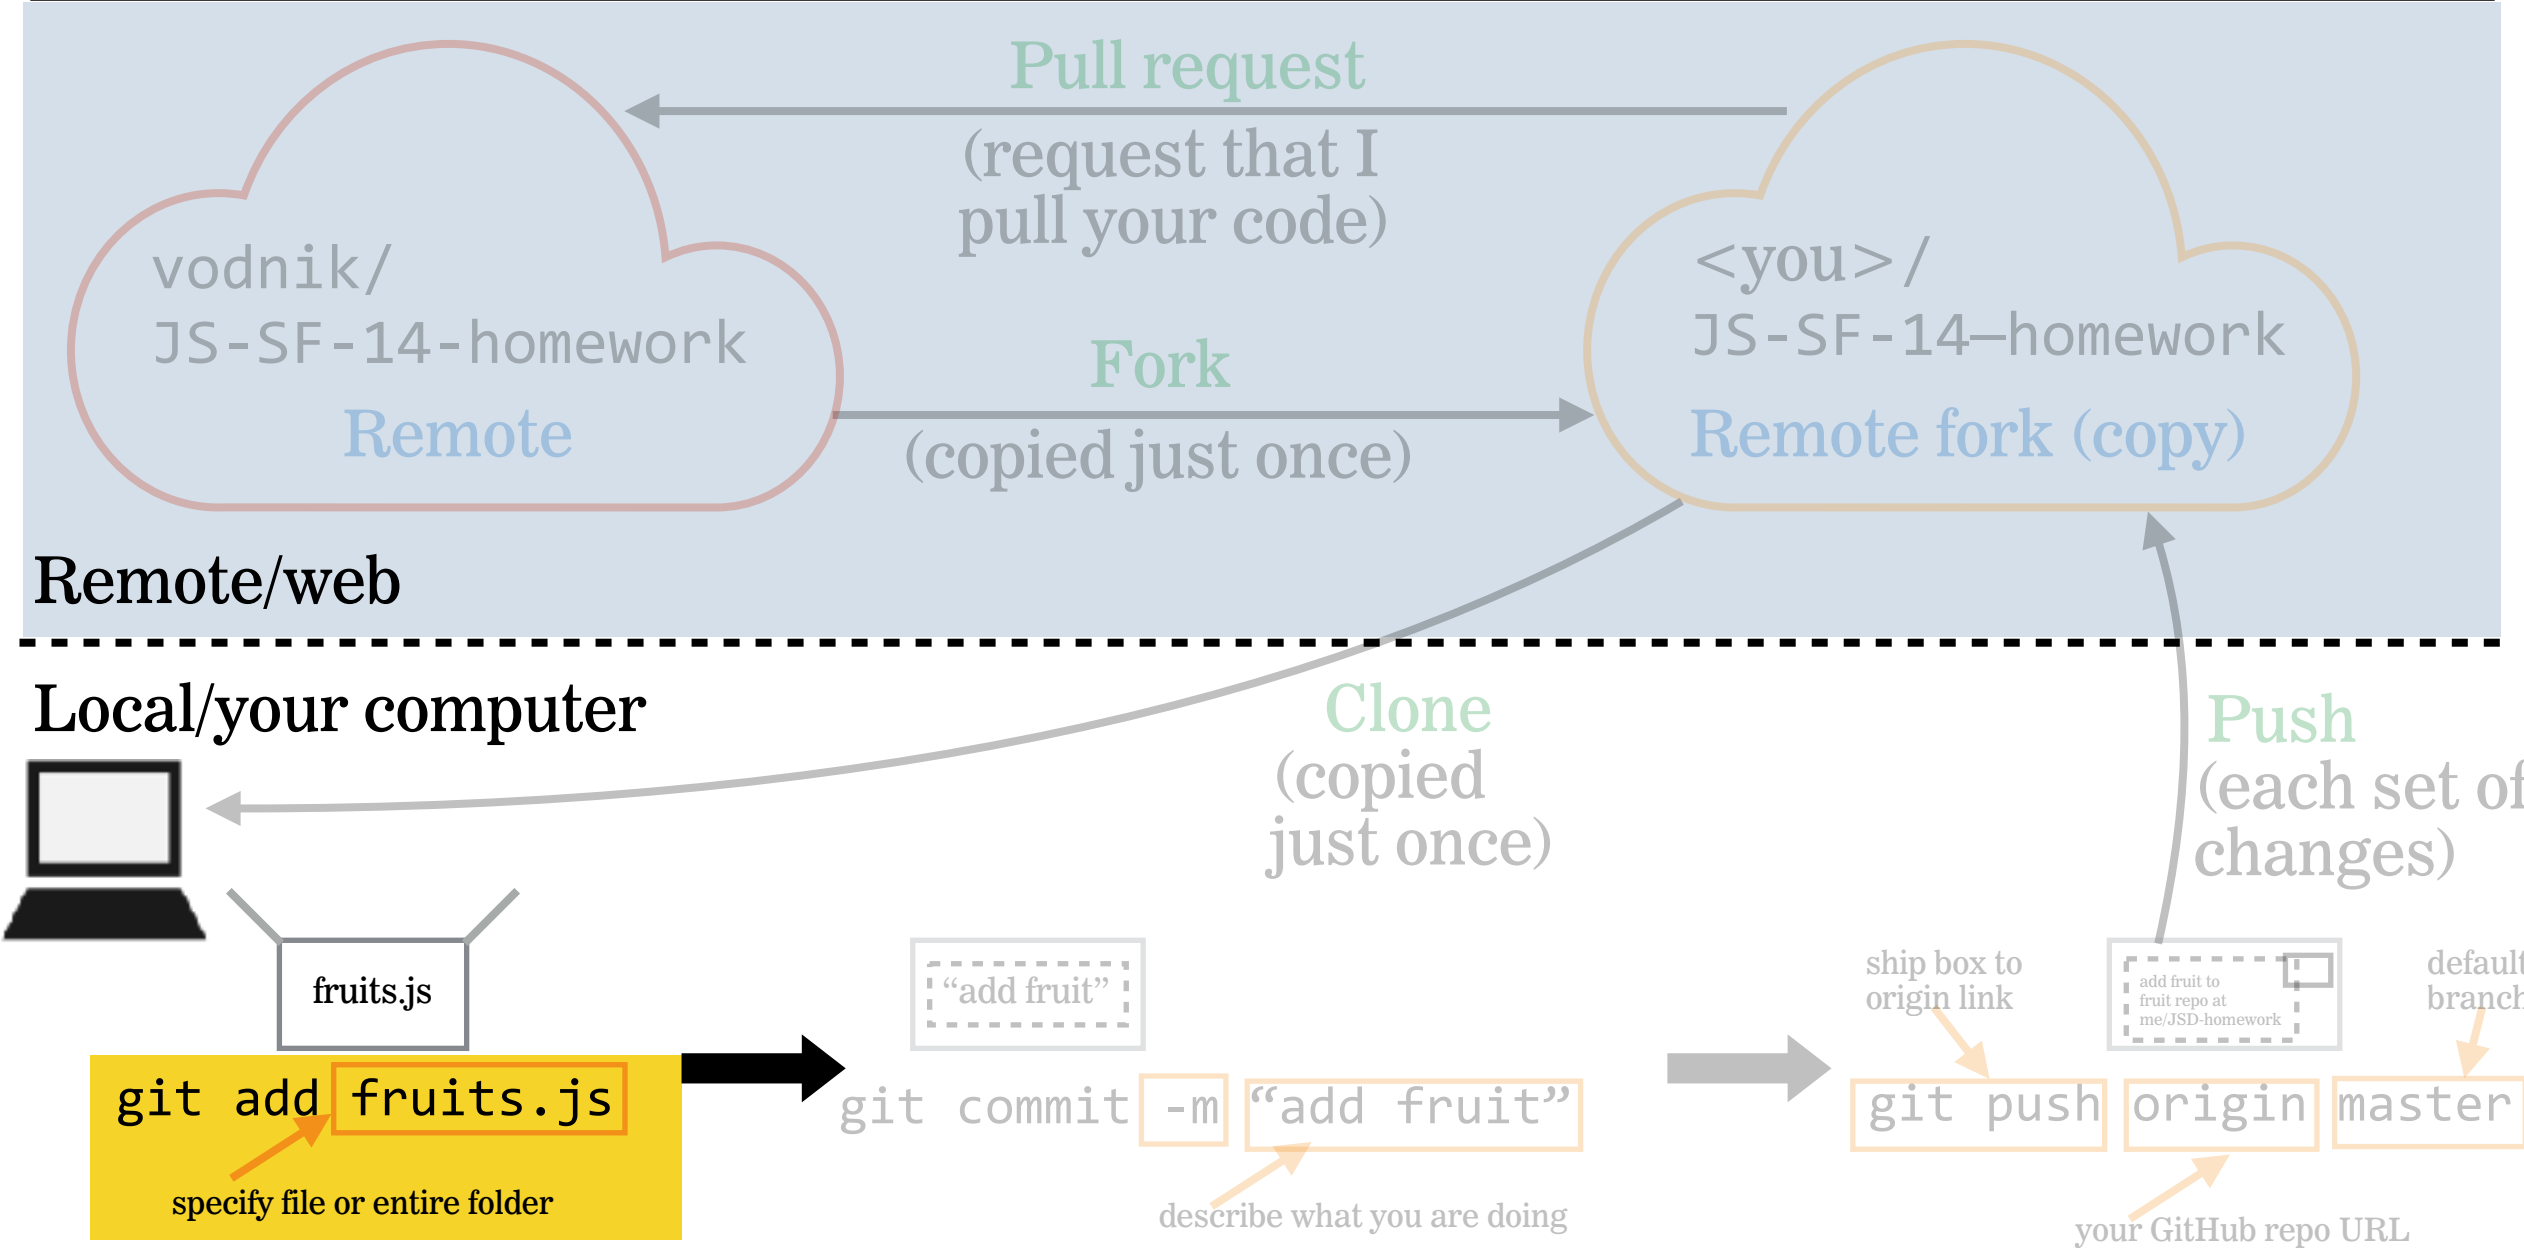 Pull request
(request that I
pull your code)
vodnik/
JS-SF-14-homework
Remote
Fork
(copied just once)
<you>/
JS-SF-14—homework
Remote fork (copy)
Remote/web
Local/your computer
Clone
(copied
just once)
Push
(each set of
changes)
fruits.js
git add fruits.js
specify file or entire folder
“add fruit”
git commit -m “add fruit”
describe what you are doing
ship box to
origin link
add fruit to
fruit repo at
me/JSD-homework
default
branch
git push origin master
your GitHub repo URL